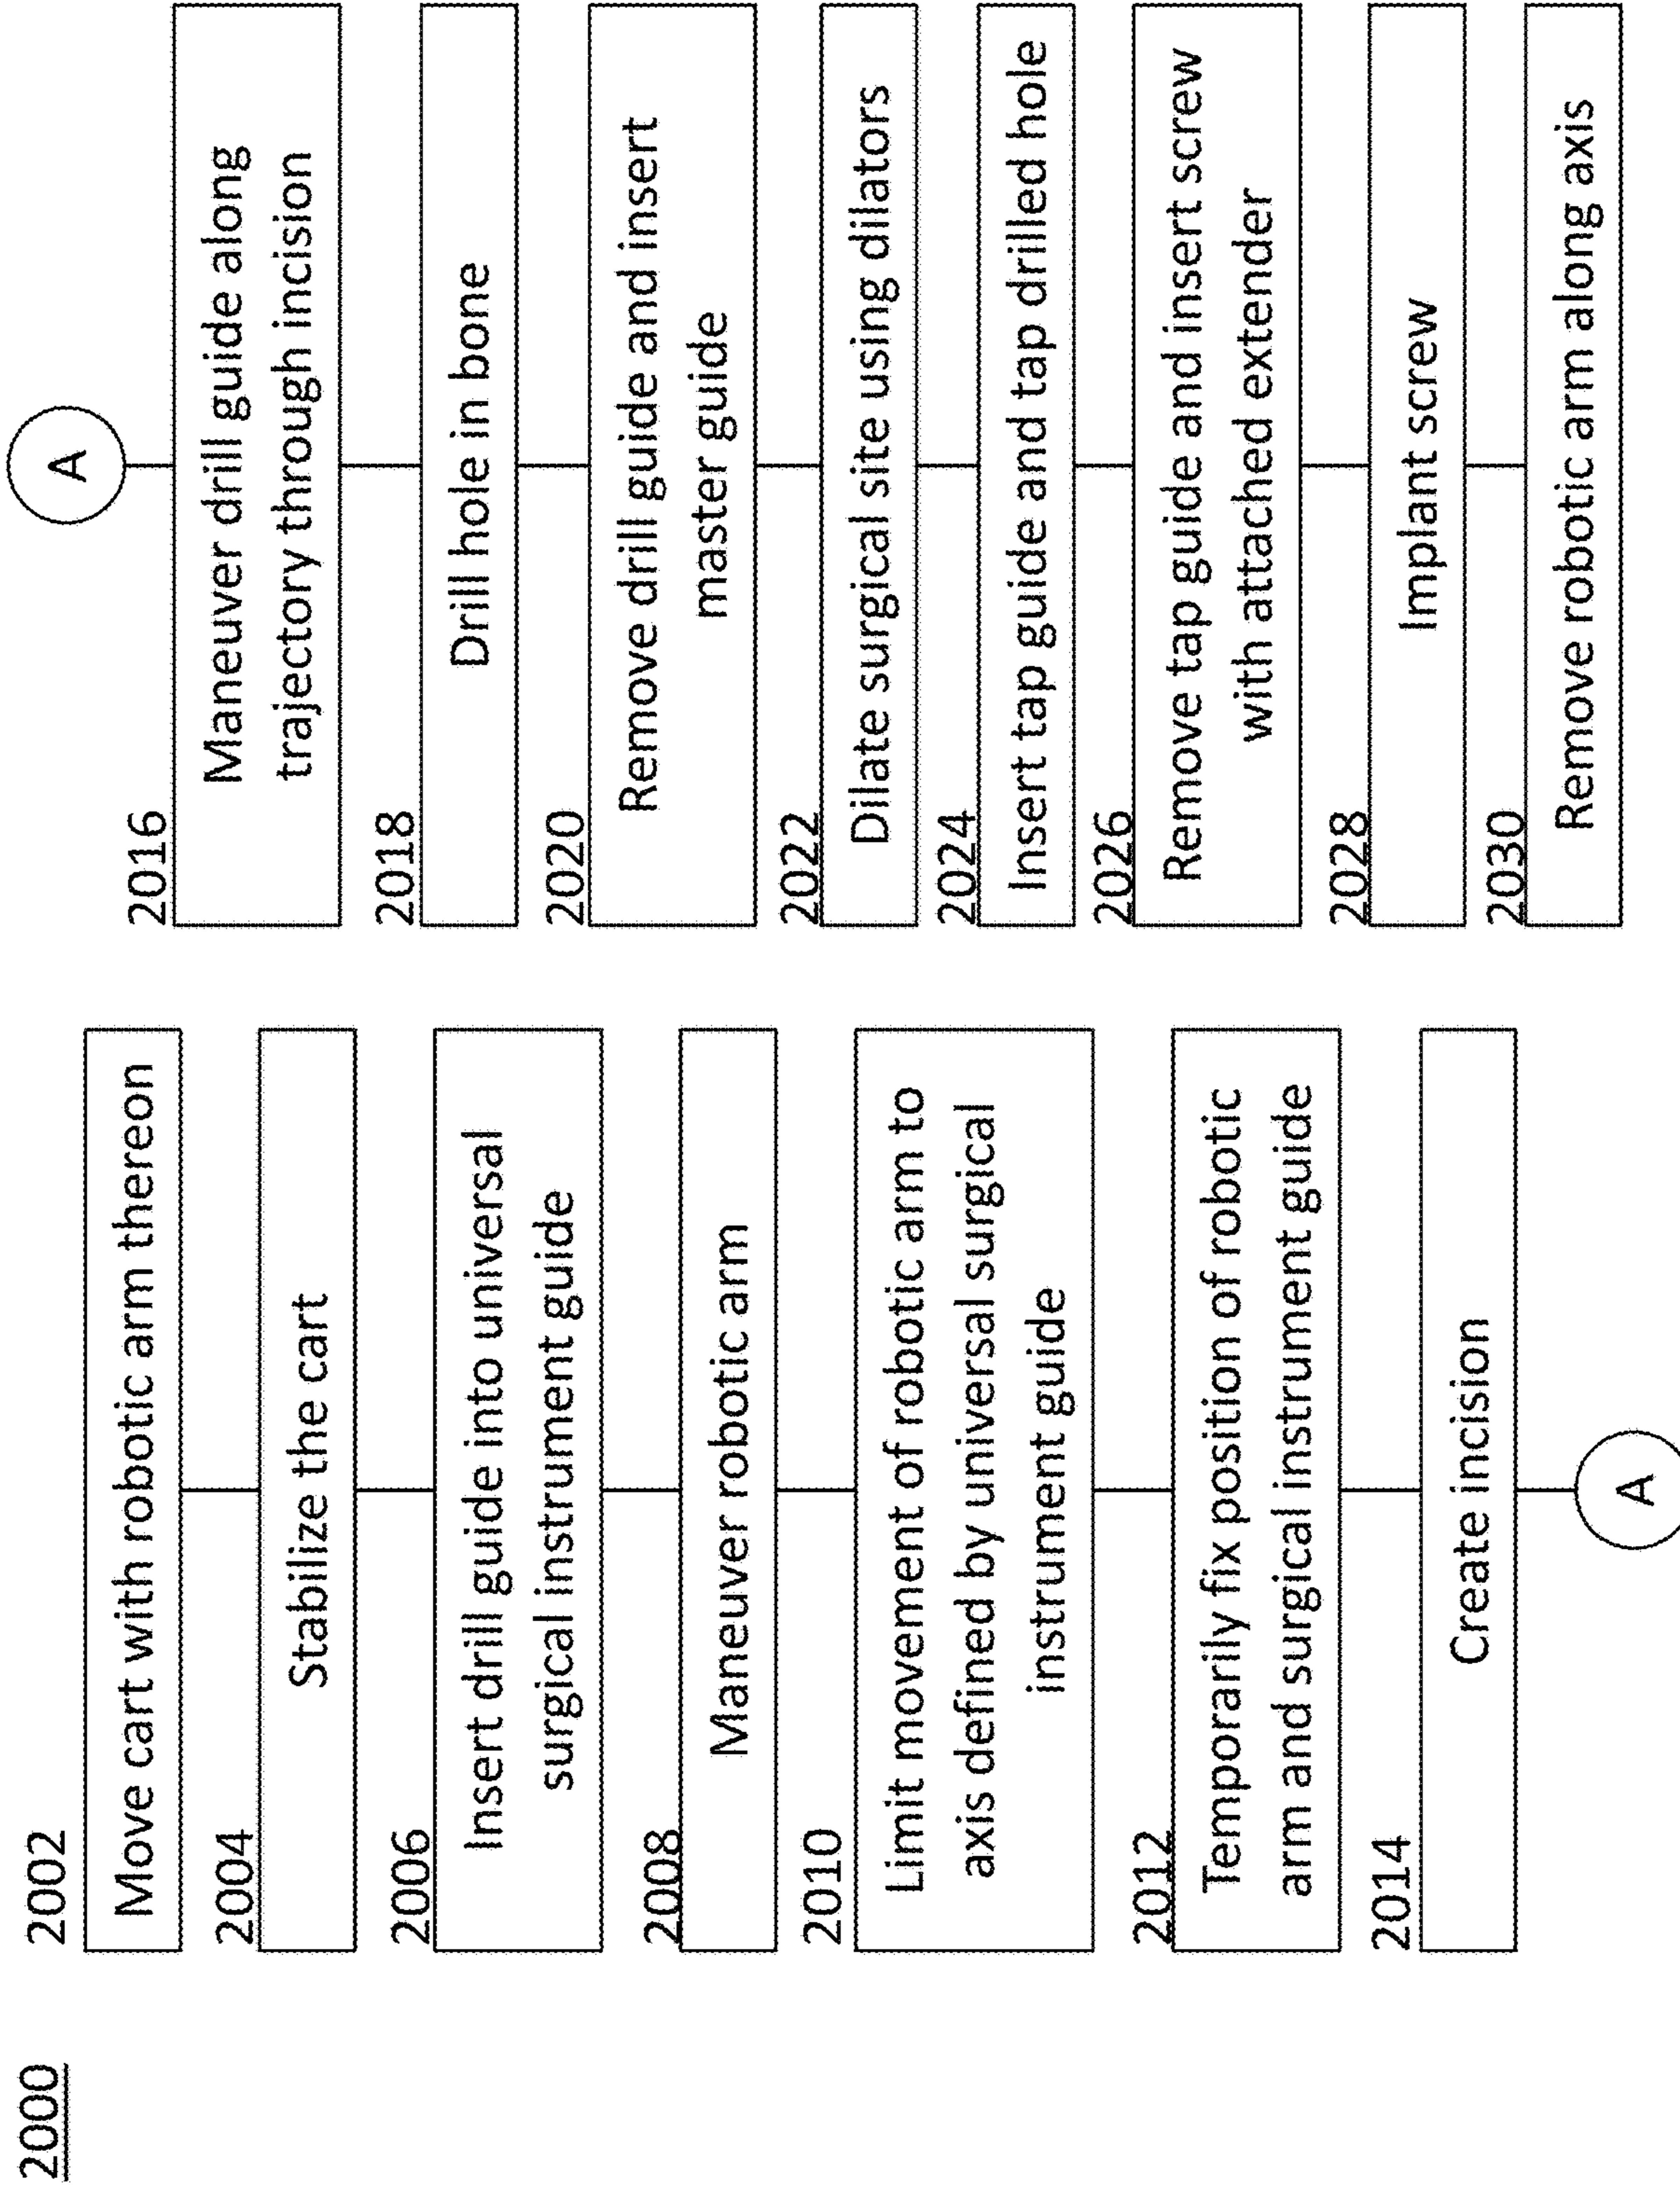 2000
2002
Move cart with robotic arm thereon
2004
Stabilize the cart
2006
Insert drill guide into universal
surgical instrument guide
2008
Maneuver robotic arm
2010
Limit movement of robotic arm to
axis defined by universal surgical
instrument guide
2012
Temporarily fix position of robotic
arm and surgical instrument guide
2014
Create incision
A
A
2016
Maneuver drill guide along
trajectory through incision
2018
Drill hole in bone
2020
Remove drill guide and insert
master guide
2022
Dilate surgical site using dilators
2024
Insert tap guide and tap drilled hole
2026
Remove tap guide and insert screw
with attached extender
2028
Implant screw
2030
Remove robotic arm along axis